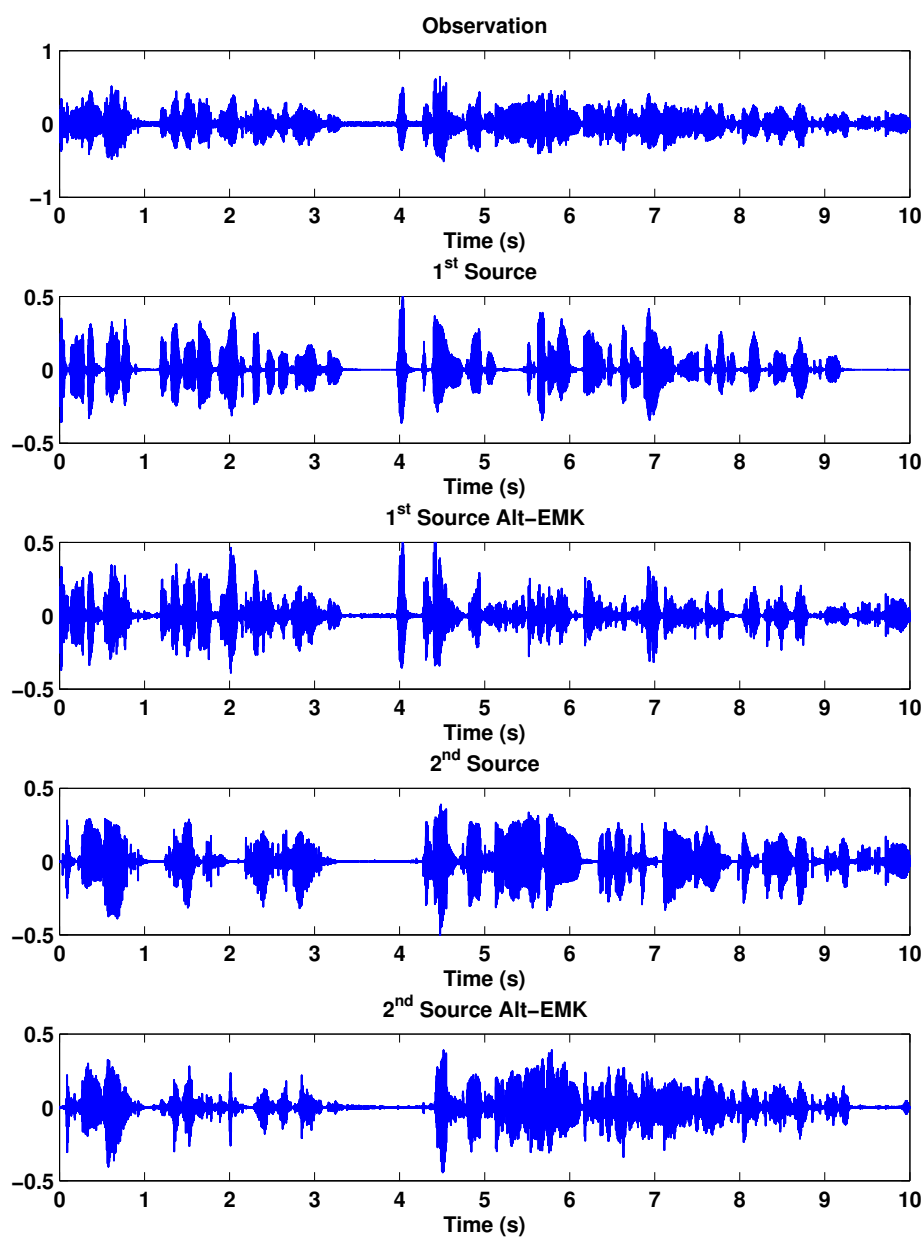 Observation
1
0
−1
0 1 2 3 4 5 6 7 8 9 10
Time (s)
1st Source
0.5
0
−0.5
0 1 2 3 4 5 6 7 8 9 10
Time (s)
1st Source Alt−EMK
0.5
0
−0.5
0 1 2 3 4 5 6 7 8 9 10
Time (s)
2nd Source
0.5
0
−0.5
0 1 2 3 4 5 6 7 8 9 10
Time (s)
2nd Source Alt−EMK
0.5
0
−0.5
0 1 2 3 4 5 6 7 8 9 10
Time (s)